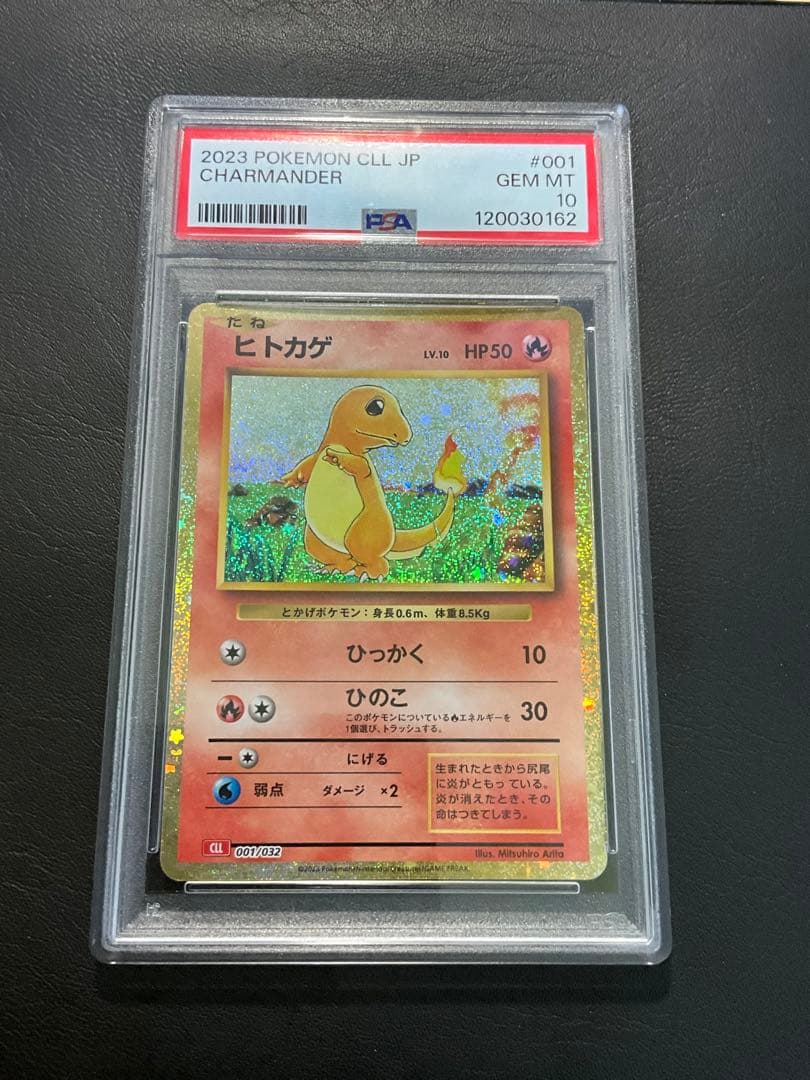 2023 POKEMON CLL JP #001
CHARMANDER GEM MT
10
PSA 120030162
たね
ヒトカゲ LV.10 HP50
とかげポケモン：身長0.6m、体重8.5Kg
ひっかく 10
ひのこ 30
このポケモンについているエネルギーを
1個選び、トラッシュする。
にげる
弱点 ダメージ ×2
生まれたときから尻尾
に炎がともっている。
炎が消えたとき、その
命はつきてしまう。
CLL 001/032
Illus. Mitsuhiro Arita
©2023 Pokémon/Nintendo/Creatures/GAME FREAK